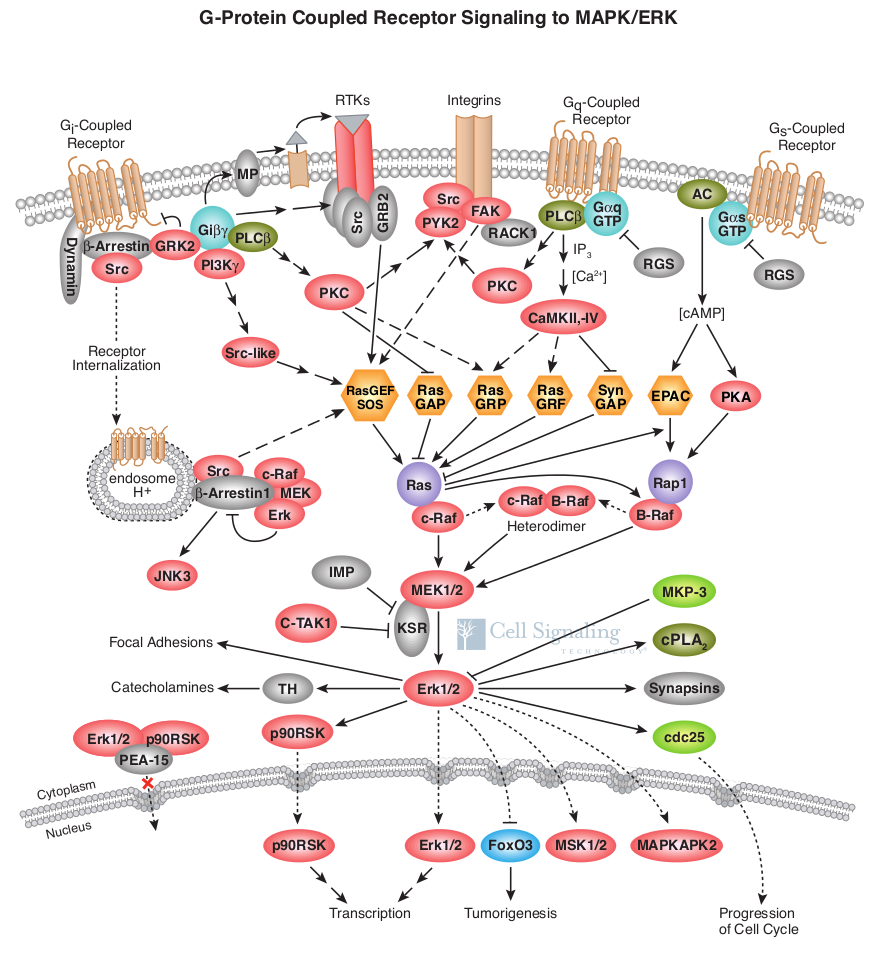 G-Protein Coupled Receptor Signaling to MAPK/ERK
RTKs
Integrins
Gq-Coupled
Receptor
Gi-Coupled
Receptor
Gs-Coupled
Receptor
MP
Src
GRB2
Src
PYK2
FAK
RACK1
PLCβ
Gαq
GTP
AC
Gαs
GTP
RGS
RGS
Dynamin
β-Arrestin
GRK2
Giβγ
PLCβ
Src
PI3Kγ
PKC
PKC
IP3
[Ca2+]
CaMKII,-IV
[cAMP]
Receptor
Internalization
Src-like
RasGEF
SOS
Ras
GAP
Ras
GRP
Ras
GRF
Syn
GAP
EPAC
PKA
endosome
H+
Src
β-Arrestin1
c-Raf
MEK
Erk
JNK3
Ras
c-Raf
c-Raf
B-Raf
Heterodimer
Rap1
B-Raf
IMP
MEK1/2
C-TAK1
KSR
MKP-3
Cell Signaling
TECHNOLOGY®
cPLA2
Focal Adhesions
Catecholamines
TH
Erk1/2
Synapsins
p90RSK
cdc25
Erk1/2
p90RSK
PEA-15
Cytoplasm
Nucleus
p90RSK
Erk1/2
FoxO3
MSK1/2
MAPKAPK2
Transcription
Tumorigenesis
Progression
of Cell Cycle